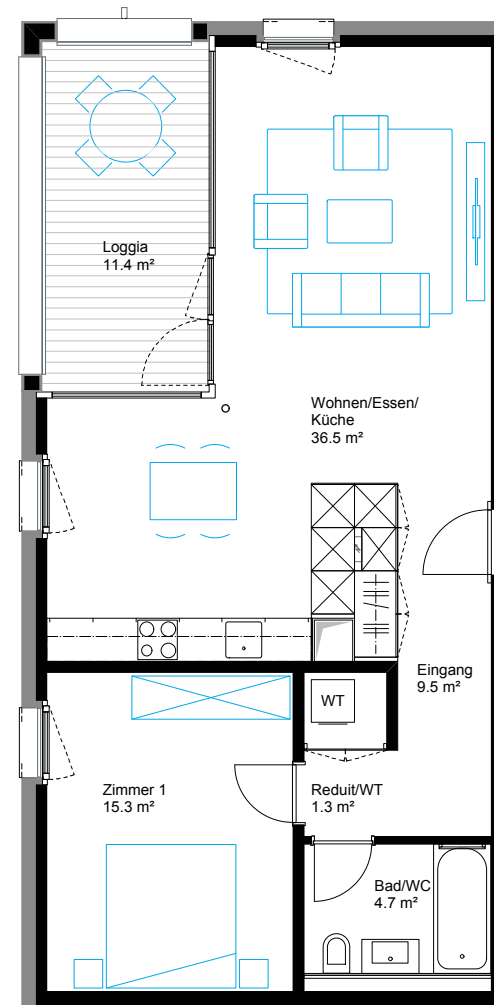 Loggia
11.4 m²
Wohnen/Essen/
Küche
36.5 m²
Eingang
9.5 m²
WT
Zimmer 1
15.3 m²
Reduit/WT
1.3 m²
Bad/WC
4.7 m²